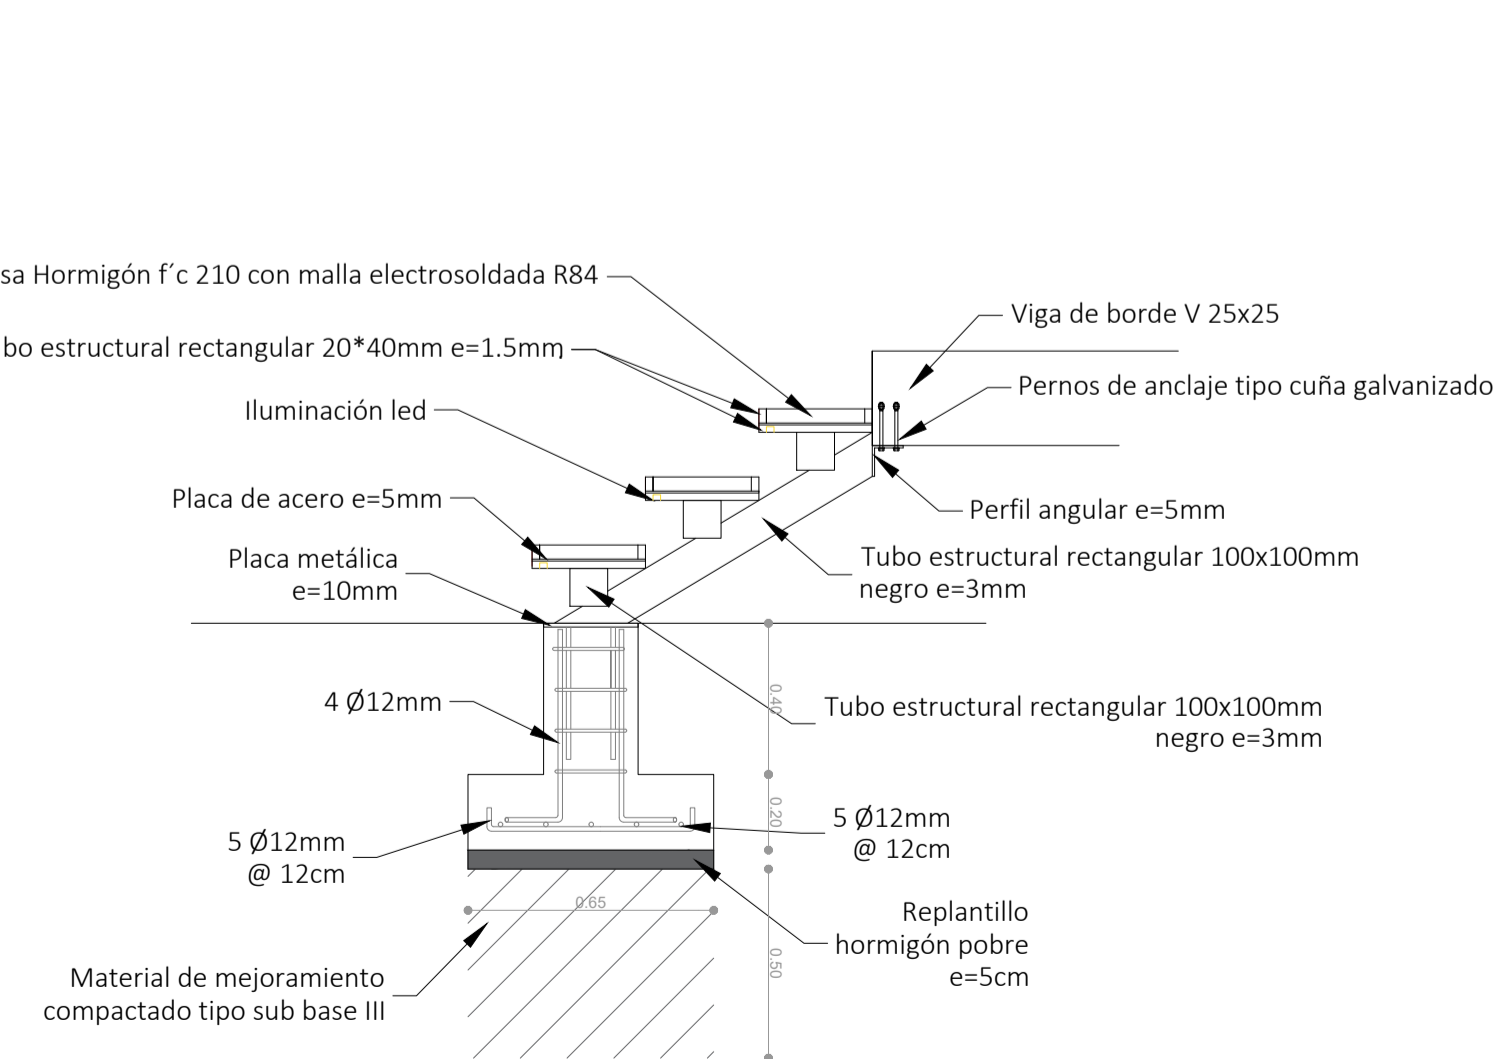 sa Hormigón f´c 210 con malla electrosoldada R84
Viga de borde V 25x25
bo estructural rectangular 20*40mm e=1.5mm
Pernos de anclaje tipo cuña galvanizado
Iluminación led
Placa de acero e=5mm
Perfil angular e=5mm
Placa metálica
e=10mm
Tubo estructural rectangular 100x100mm
negro e=3mm
4 Ø12mm
0.40
Tubo estructural rectangular 100x100mm
negro e=3mm
0.20
5 Ø12mm
@ 12cm
5 Ø12mm
@ 12cm
0.65
Replantillo
hormigón pobre
e=5cm
0.50
Material de mejoramiento
compactado tipo sub base III